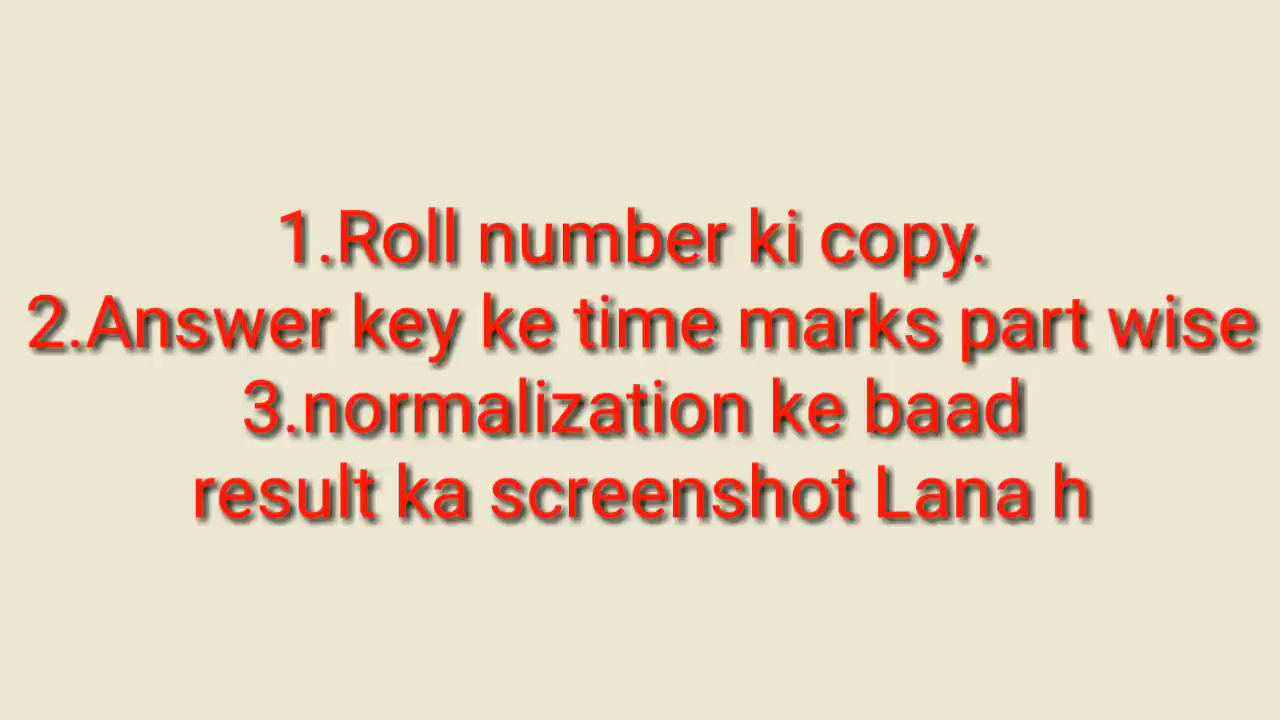 1.Roll number ki copy.
2.Answer key ke time marks part wise
3.normalization ke baad
result ka screenshot Lana h